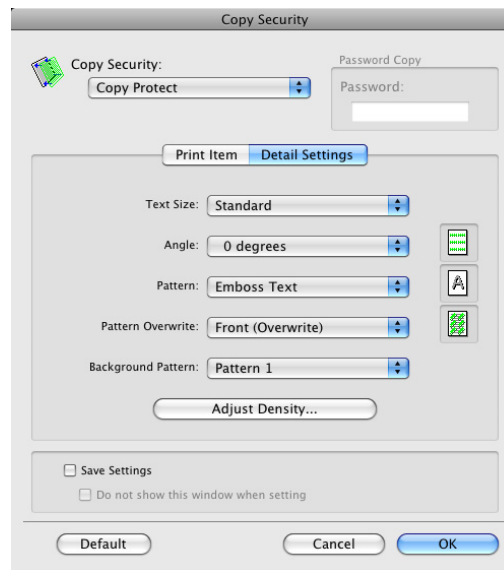 Copy Security
Copy Security:
Copy Protect
Password Copy
Password:
Print Item Detail Settings
Text Size: Standard
Angle: 0 degrees
Pattern: Emboss Text
A
Pattern Overwrite: Front (Overwrite)
Background Pattern: Pattern 1
Adjust Density...
Save Settings
Do not show this window when setting
Default Cancel OK